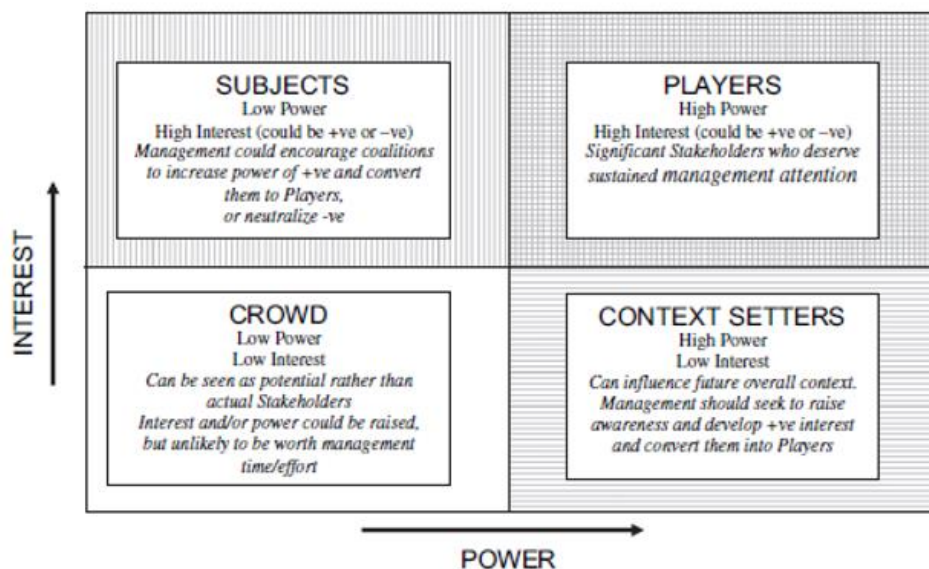 SUBJECTS
Low Power
High Interest (could be +ve or –ve)
Management could encourage coalitions
to increase power of +ve and convert
them to Players,
or neutralize -ve
PLAYERS
High Power
High Interest (could be +ve or –ve)
Significant Stakeholders who deserve
sustained management attention
INTEREST
CROWD
Low Power
Low Interest
Can be seen as potential rather than
actual Stakeholders
Interest and/or power could be raised,
but unlikely to be worth management
time/effort
CONTEXT SETTERS
High Power
Low Interest
Can influence future overall context.
Management should seek to raise
awareness and develop +ve interest
and convert them into Players
POWER